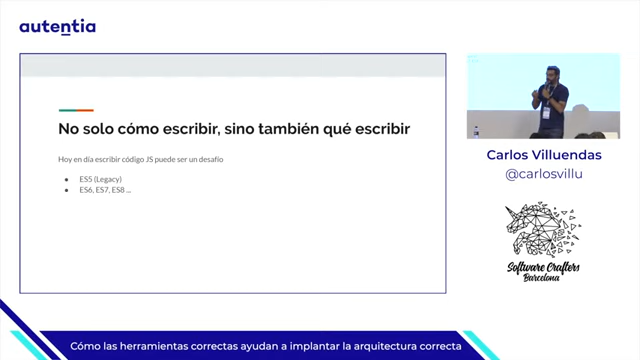 autentia
No solo cómo escribir, sino también qué escribir
Hoy en día escribir código JS puede ser un desafío
ES5 (Legacy)
ES6, ES7, ES8 ...
Carlos Villuendas
@carlosvillu
Software Crafters
Barcelona
Cómo las herramientas correctas ayudan a implantar la arquitectura correcta